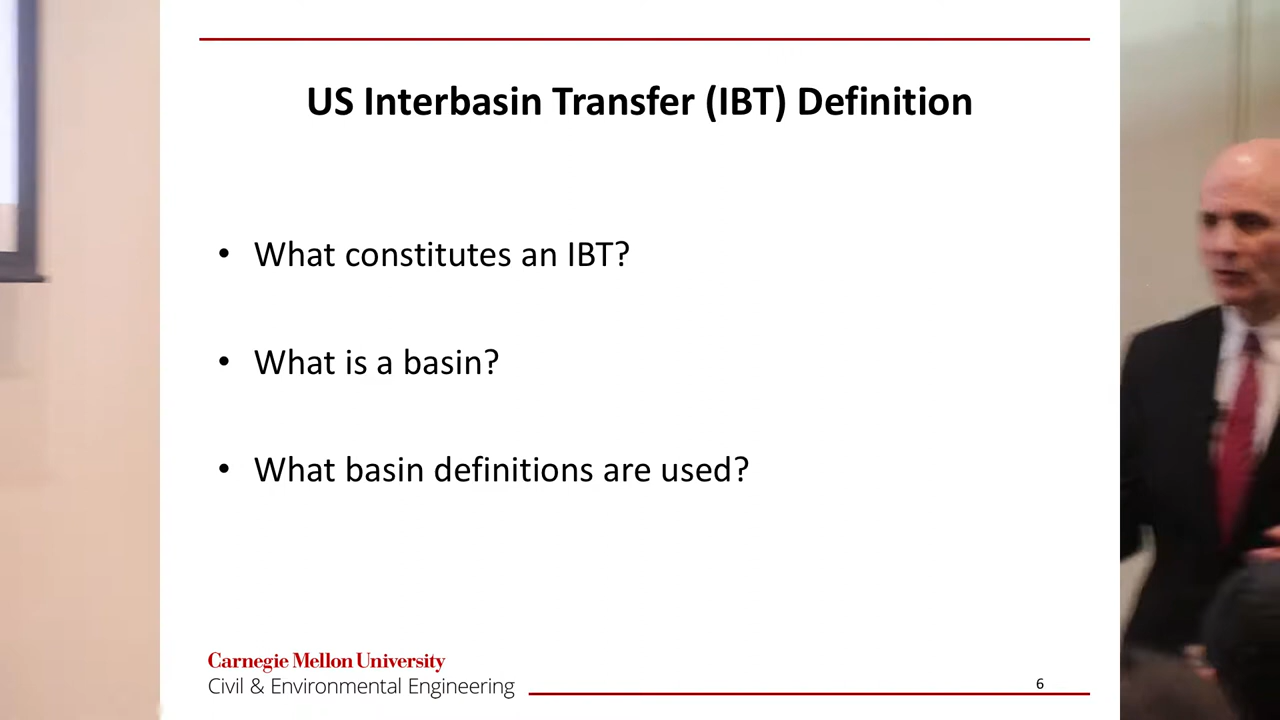 US Interbasin Transfer (IBT) Definition
• What constitutes an IBT?
• What is a basin?
• What basin definitions are used?
Carnegie Mellon University
Civil & Environmental Engineering
6